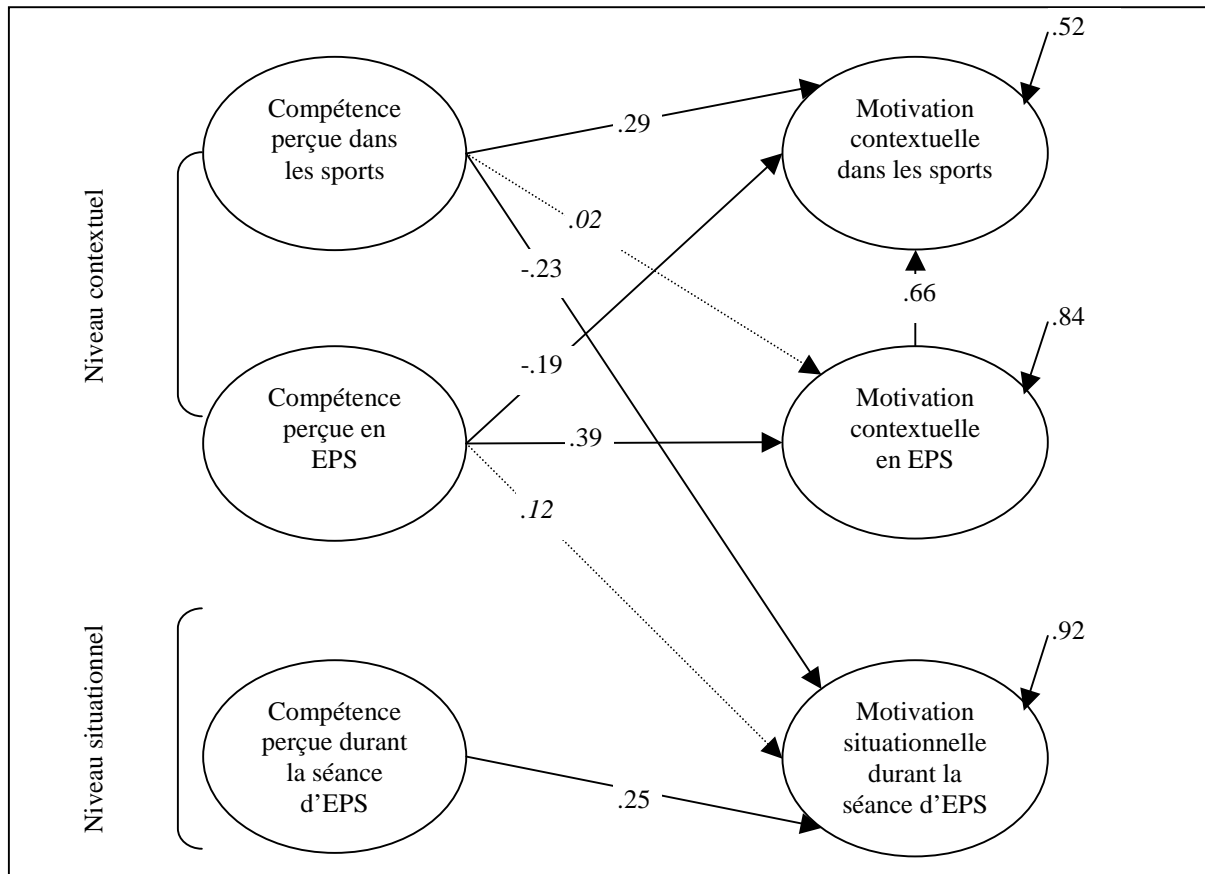 .52
Compétence
perçue dans
les sports
Motivation
contextuelle
dans les sports
.29
.02
-.23
.66
Niveau contextuel
.84
-.19
Compétence
perçue en
EPS
.39
Motivation
contextuelle
en EPS
.12
Niveau situationnel
.92
Compétence
perçue durant
la séance
d’EPS
Motivation
situationnelle
durant la
séance d’EPS
.25